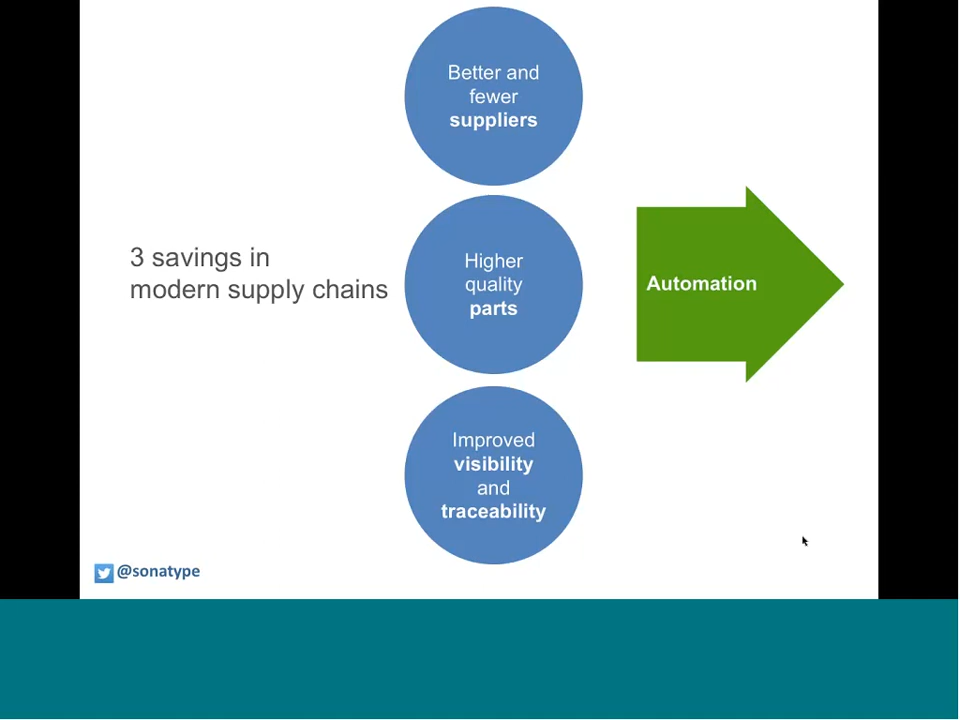 Better and
fewer
suppliers
3 savings in
modern supply chains
Higher
quality
parts
Automation
Improved
visibility
and
traceability
@sonatype